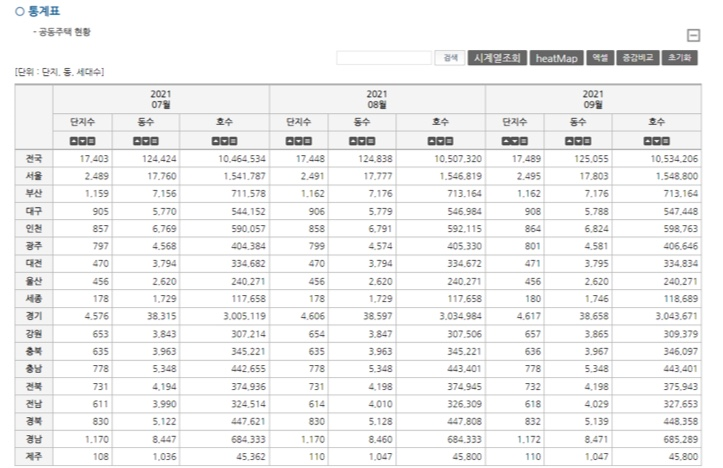 통계표
- 공동주택 현황
검색 시계열조회 heatMap 엑셀 증감비교 초기화
[단위 : 단지, 동, 세대수]
2021 07월 2021 08월 2021 09월
단지수 동수 호수 단지수 동수 호수 단지수 동수 호수
전국 17,403 124,424 10,464,534 17,448 124,838 10,507,320 17,489 125,055 10,534,206
서울 2,489 17,760 1,541,787 2,491 17,777 1,546,819 2,495 17,803 1,548,800
부산 1,159 7,156 711,578 1,162 7,176 713,164 1,162 7,176 713,164
대구 905 5,770 544,152 906 5,779 546,984 908 5,788 547,448
인천 857 6,769 590,057 858 6,791 592,115 864 6,824 598,763
광주 797 4,568 404,384 799 4,574 405,330 801 4,581 406,646
대전 470 3,794 334,682 470 3,794 334,672 471 3,795 334,834
울산 456 2,620 240,271 456 2,620 240,271 456 2,620 240,271
세종 178 1,729 117,658 178 1,729 117,658 180 1,746 118,689
경기 4,576 38,315 3,005,119 4,606 38,597 3,034,984 4,617 38,658 3,043,671
강원 653 3,843 307,214 654 3,847 307,506 657 3,865 309,379
충북 635 3,963 345,221 635 3,963 345,221 636 3,967 346,097
충남 778 5,348 442,655 778 5,348 443,401 778 5,348 443,401
전북 731 4,194 374,936 731 4,198 374,945 732 4,198 375,943
전남 611 3,990 324,514 614 4,010 326,309 618 4,029 327,653
경북 830 5,122 447,621 830 5,128 447,808 832 5,139 448,358
경남 1,170 8,447 684,333 1,170 8,460 684,333 1,172 8,471 685,289
제주 108 1,036 45,362 110 1,047 45,800 110 1,047 45,800